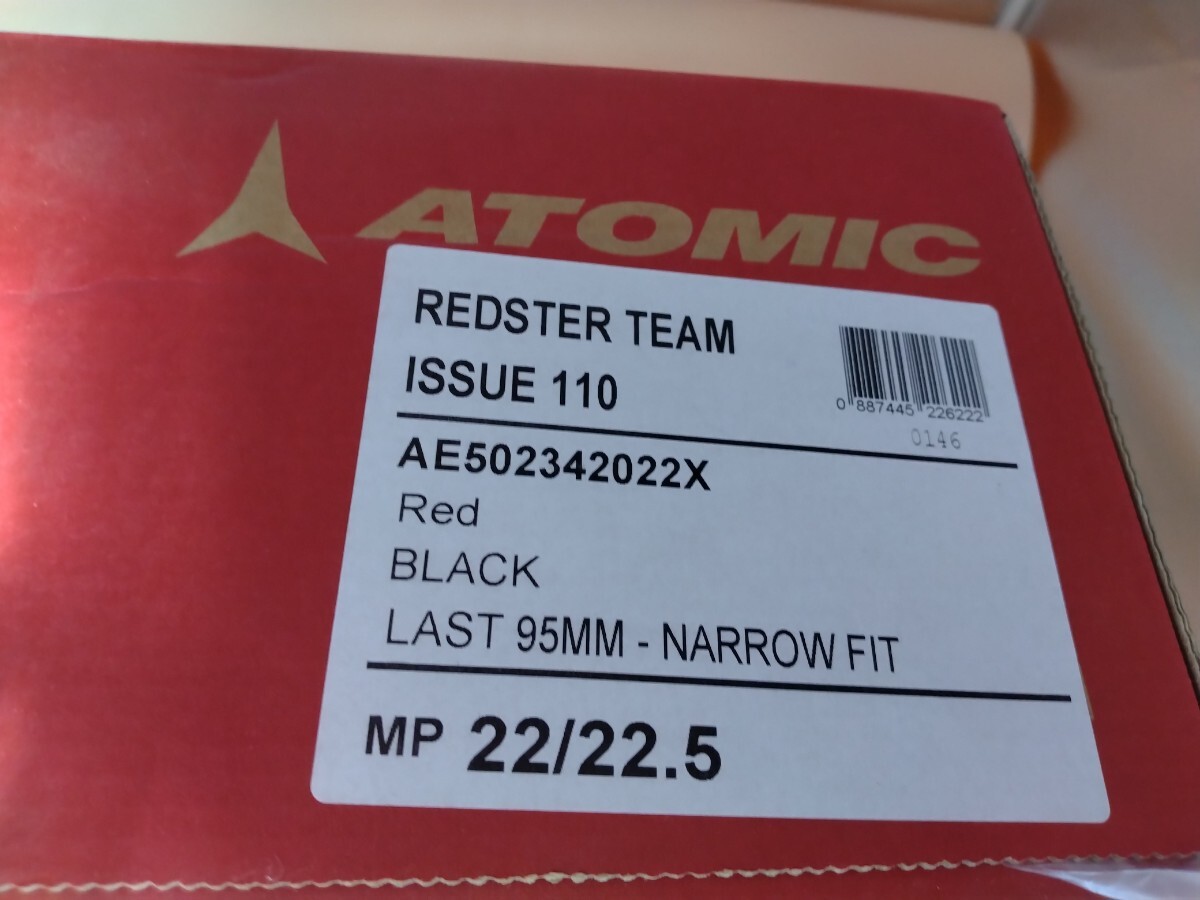 ATOMIC
REDSTER TEAM
ISSUE 110
0 887445 226222
0146
AE502342022X
Red
BLACK
LAST 95MM - NARROW FIT
MP 22/22.5